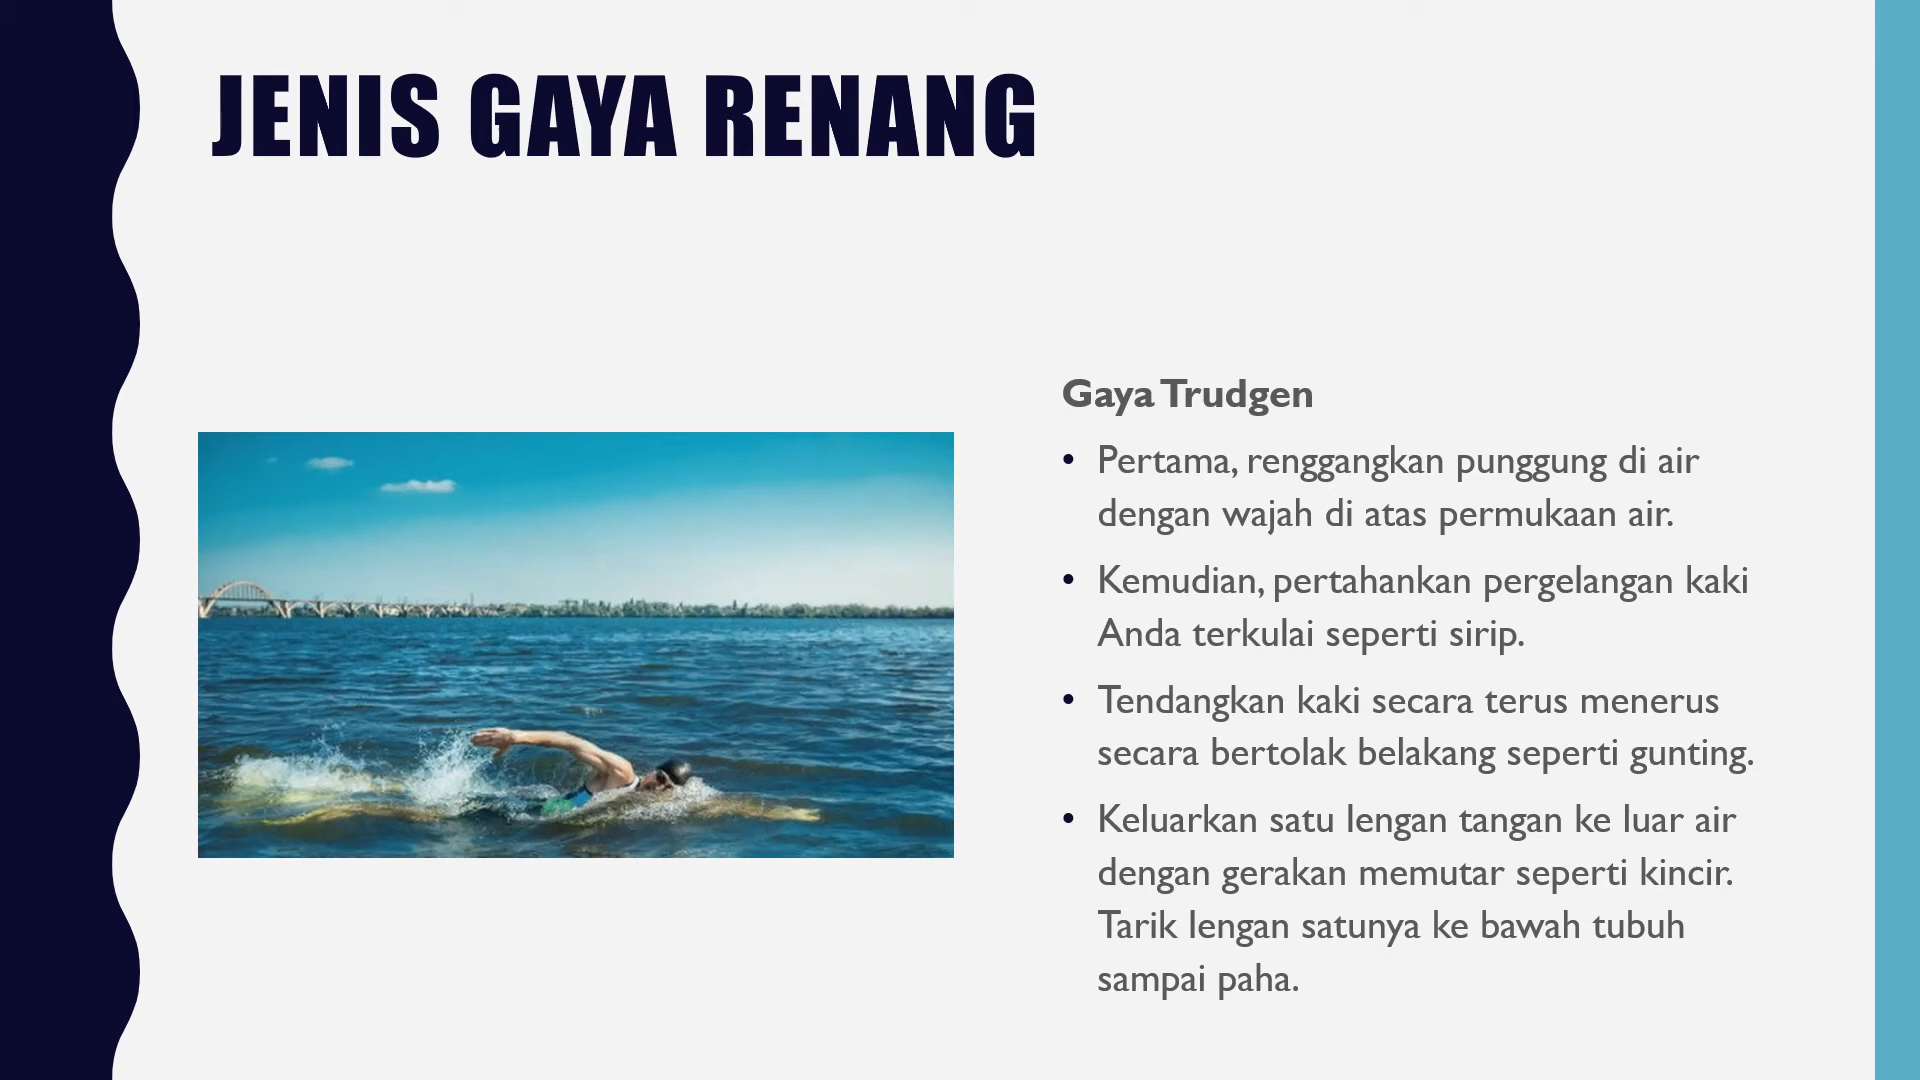 JENIS GAYA RENANG
Gaya Trudgen
• Pertama, renggangkan punggung di air
dengan wajah di atas permukaan air.
• Kemudian, pertahankan pergelangan kaki
Anda terkulai seperti sirip.
• Tendangkan kaki secara terus menerus
secara bertolak belakang seperti gunting.
• Keluarkan satu lengan tangan ke luar air
dengan gerakan memutar seperti kincir.
Tarik lengan satunya ke bawah tubuh
sampai paha.